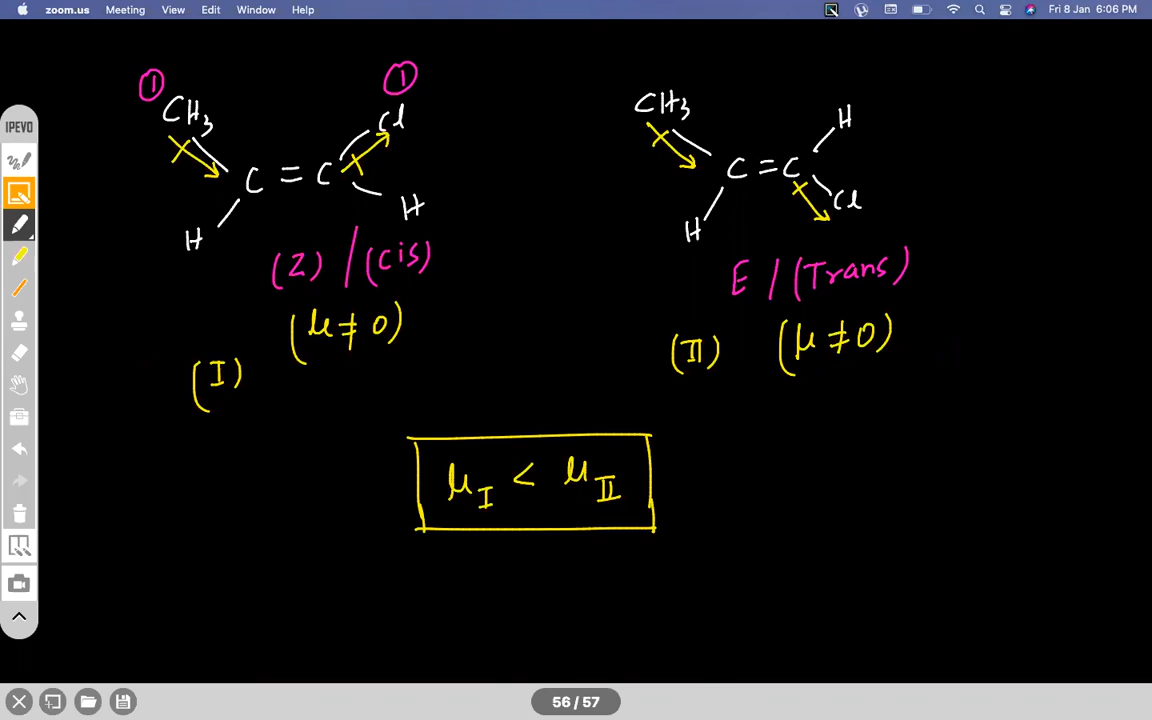 zoom.us Meeting View Edit Window Help Fri 8 Jan 6:06 PM
IPEVO
① ①
CH3 Cl
C = C
H H
(Z) / (Cis)
(μ ≠ 0)
(I)
CH3 H
C = C
H Cl
E / (Trans)
(II) (μ ≠ 0)
μI < μII
56 / 57